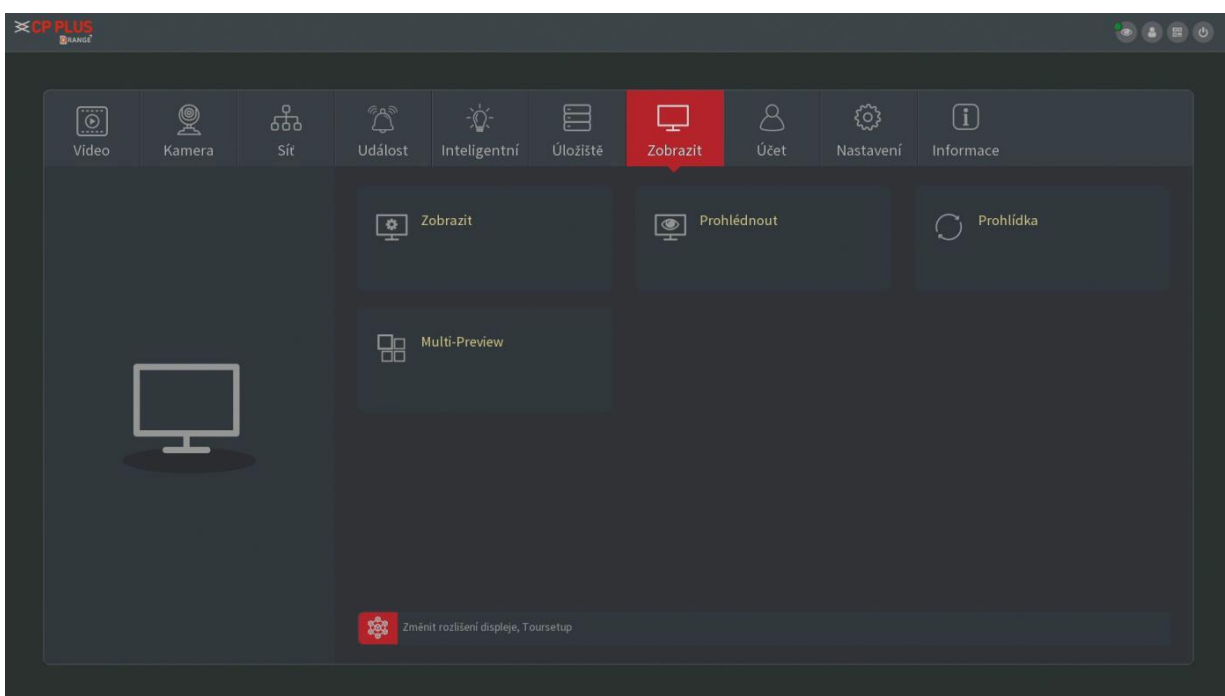 CP PLUS
ORANGE
Video Kamera Síť Událost Inteligentní Úložiště Zobrazit Účet Nastavení Informace
Zobrazit Prohlédnout Prohlídka
Multi-Preview
Změnit rozlišení displeje, Toursetup